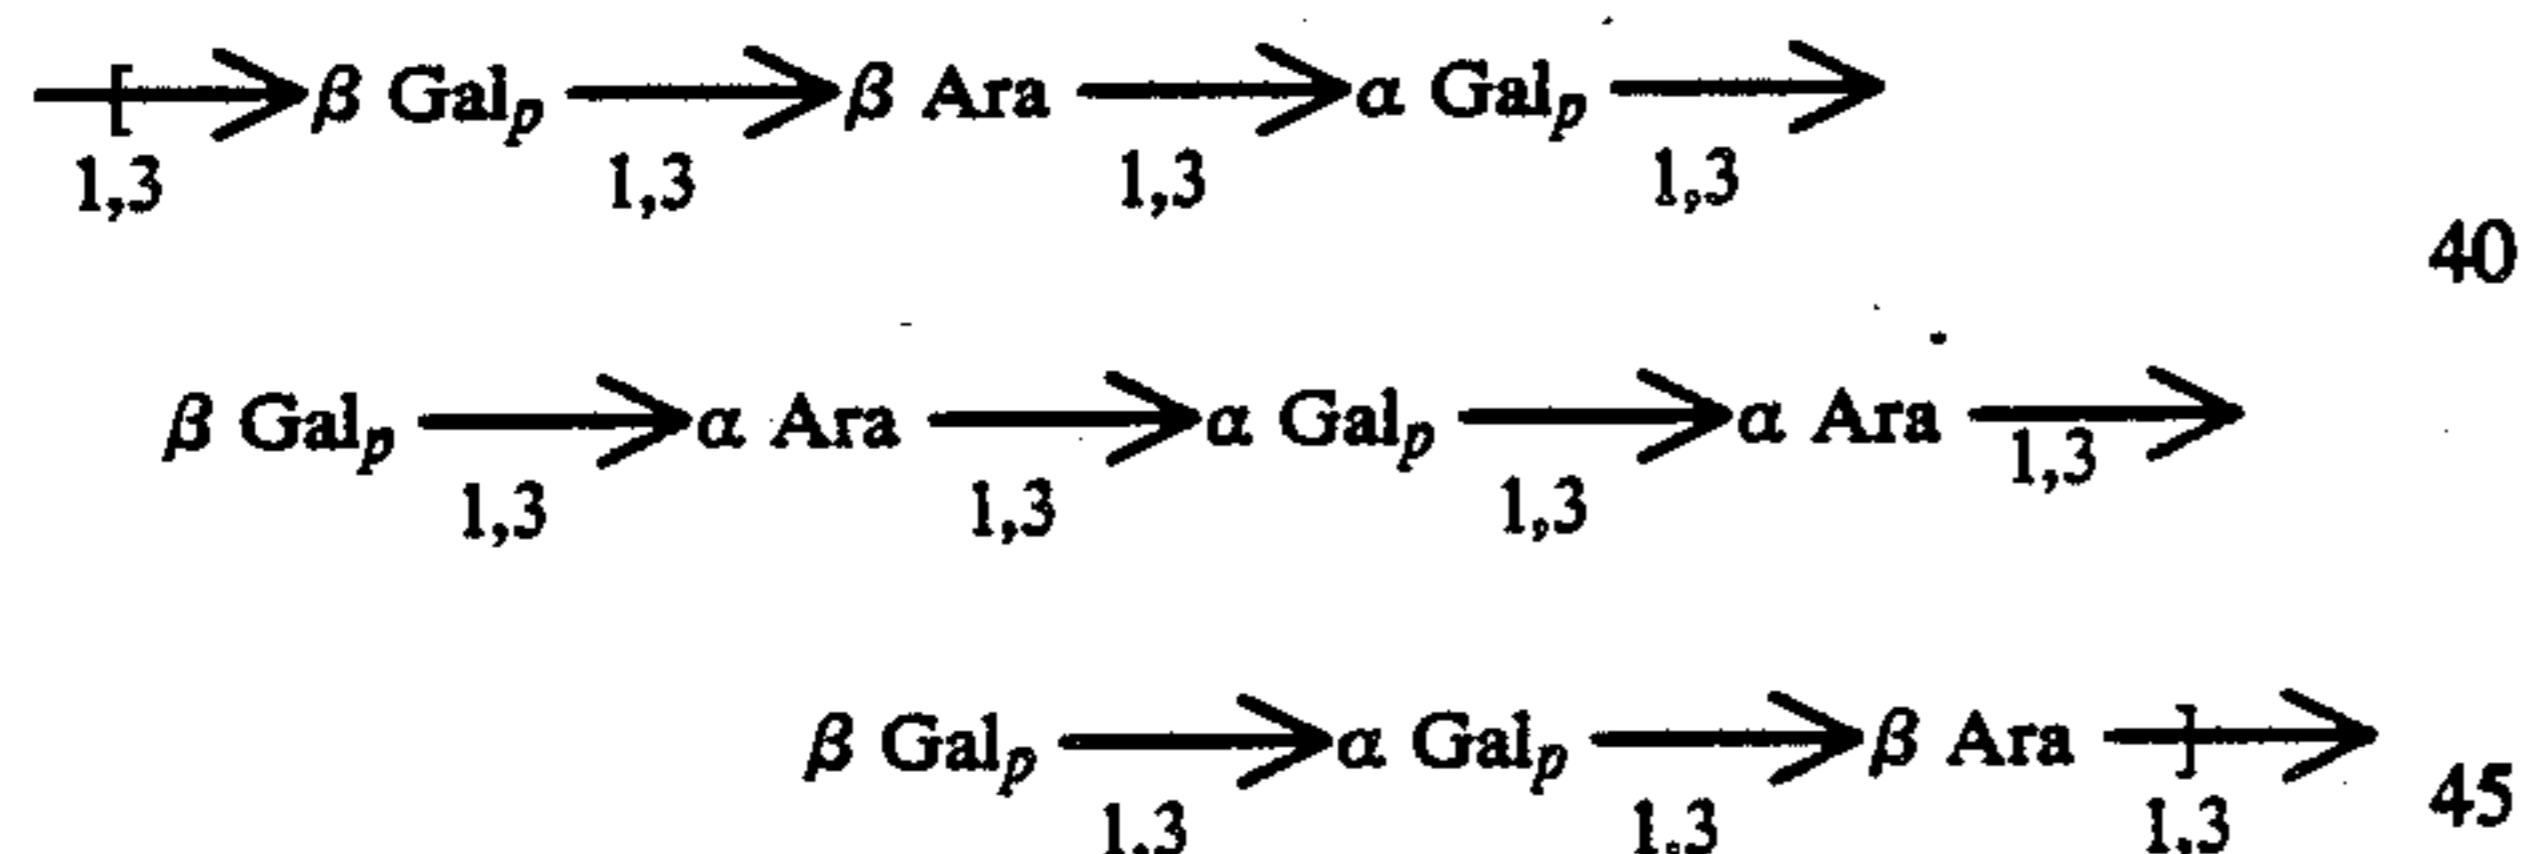 [→ β Galp → β Ara → α Galp →
1,3 1,3 1,3 1,3
40
β Galp → α Ara → α Galp → α Ara →
1,3 1,3 1,3 1,3
β Galp → α Galp → β Ara ]→
1,3 1,3 1,3 45